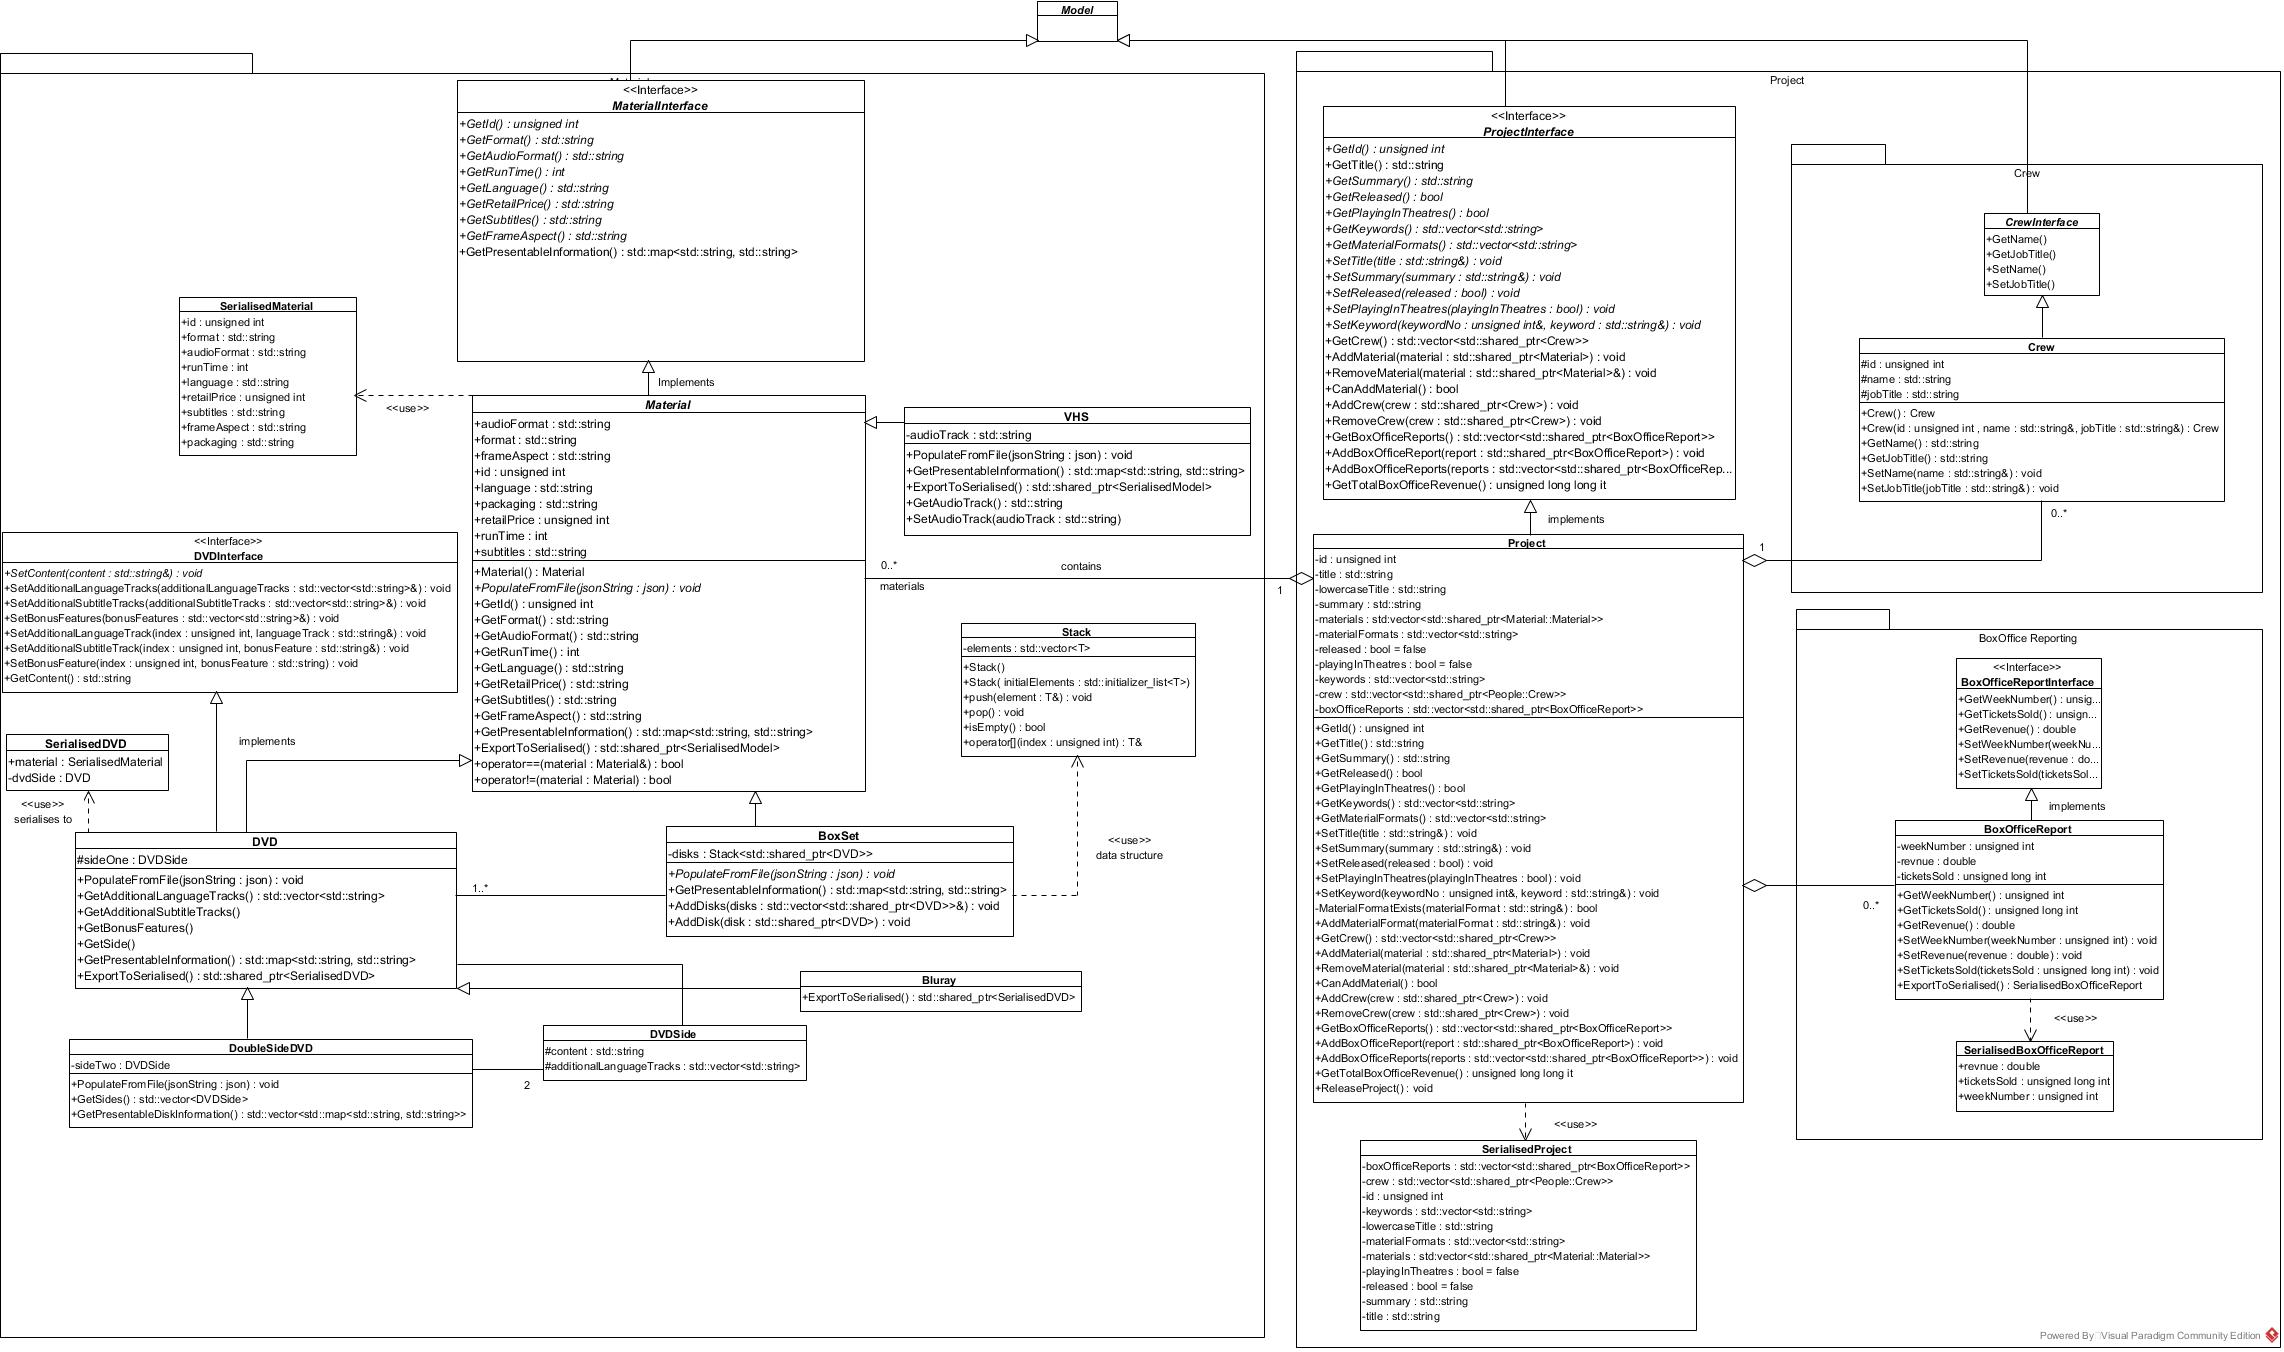 Model
<<Interface>>
MaterialInterface
+GetId() : unsigned int
+GetFormat() : std::string
+GetAudioFormat() : std::string
+GetRunTime() : int
+GetLanguage() : std::string
+GetRetailPrice() : std::string
+GetSubtitles() : std::string
+GetFrameAspect() : std::string
+GetPresentableInformation() : std::map<std::string, std::string>
SerialisedMaterial
+id : unsigned int
+format : std::string
+audioFormat : std::string
+runTime : int
+language : std::string
+retailPrice : unsigned int
+subtitles : std::string
+frameAspect : std::string
+packaging : std::string
<<use>>
Implements
Material
+audioFormat : std::string
+format : std::string
+frameAspect : std::string
+id : unsigned int
+language : std::string
+packaging : std::string
+retailPrice : unsigned int
+runTime : int
+subtitles : std::string
+Material() : Material
+PopulateFromFile(jsonString : json) : void
+GetId() : unsigned int
+GetFormat() : std::string
+GetAudioFormat() : std::string
+GetRunTime() : int
+GetLanguage() : std::string
+GetRetailPrice() : std::string
+GetSubtitles() : std::string
+GetFrameAspect() : std::string
+GetPresentableInformation() : std::map<std::string, std::string>
+ExportToSerialised() : std::shared_ptr<SerialisedModel>
+operator==(material : Material&) : bool
+operator!=(material : Material) : bool
VHS
-audioTrack : std::string
+PopulateFromFile(jsonString : json) : void
+GetPresentableInformation() : std::map<std::string, std::string>
+ExportToSerialised() : std::shared_ptr<SerialisedModel>
+GetAudioTrack() : std::string
+SetAudioTrack(audioTrack : std::string)
0..*
materials
contains
1
<<Interface>>
DVDInterface
+SetContent(content : std::string&) : void
+SetAdditionalLanguageTracks(additionalLanguageTracks : std::vector<std::string>&) : void
+SetAdditionalSubtitleTracks(additionalSubtitleTracks : std::vector<std::string>&) : void
+SetBonusFeatures(bonusFeatures : std::vector<std::string>&) : void
+SetAdditionalLanguageTrack(index : unsigned int, languageTrack : std::string&) : void
+SetAdditionalSubtitleTrack(index : unsigned int, bonusFeature : std::string&) : void
+SetBonusFeature(index : unsigned int, bonusFeature : std::string) : void
+GetContent() : std::string
implements
SerialisedDVD
+material : SerialisedMaterial
-dvdSide : DVD
<<use>>
serialises to
DVD
#sideOne : DVDSide
+PopulateFromFile(jsonString : json) : void
+GetAdditionalLanguageTracks() : std::vector<std::string>
+GetAdditionalSubtitleTracks()
+GetBonusFeatures()
+GetSide()
+GetPresentableInformation() : std::map<std::string, std::string>
+ExportToSerialised() : std::shared_ptr<SerialisedDVD>
1..*
BoxSet
-disks : Stack<std::shared_ptr<DVD>>
+PopulateFromFile(jsonString : json) : void
+GetPresentableInformation() : std::map<std::string, std::string>
+AddDisks(disks : std::vector<std::shared_ptr<DVD>>&) : void
+AddDisk(disk : std::shared_ptr<DVD>) : void
Stack
-elements : std::vector<T>
+Stack()
+Stack( initialElements : std::initializer_list<T>)
+push(element : T&) : void
+pop() : void
+isEmpty() : bool
+operator[](index : unsigned int) : T&
<<use>>
data structure
Bluray
+ExportToSerialised() : std::shared_ptr<SerialisedDVD>
DVDSide
#content : std::string
#additionalLanguageTracks : std::vector<std::string>
DoubleSideDVD
-sideTwo : DVDSide
+PopulateFromFile(jsonString : json) : void
+GetSides() : std::vector<DVDSide>
+GetPresentableDiskInformation() : std::vector<std::map<std::string, std::string>>
2
Project
<<Interface>>
ProjectInterface
+GetId() : unsigned int
+GetTitle() : std::string
+GetSummary() : std::string
+GetReleased() : bool
+GetPlayingInTheatres() : bool
+GetKeywords() : std::vector<std::string>
+GetMaterialFormats() : std::vector<std::string>
+SetTitle(title : std::string&) : void
+SetSummary(summary : std::string&) : void
+SetReleased(released : bool) : void
+SetPlayingInTheatres(playingInTheatres : bool) : void
+SetKeyword(keywordNo : unsigned int&, keyword : std::string&) : void
+GetCrew() : std::vector<std::shared_ptr<Crew>>
+AddMaterial(material : std::shared_ptr<Material>) : void
+RemoveMaterial(material : std::shared_ptr<Material>&) : void
+CanAddMaterial() : bool
+AddCrew(crew : std::shared_ptr<Crew>) : void
+RemoveCrew(crew : std::shared_ptr<Crew>) : void
+GetBoxOfficeReports() : std::vector<std::shared_ptr<BoxOfficeReport>>
+AddBoxOfficeReport(report : std::shared_ptr<BoxOfficeReport>) : void
+AddBoxOfficeReports(reports : std::vector<std::shared_ptr<BoxOfficeRep...
+GetTotalBoxOfficeRevenue() : unsigned long long it
implements
Project
-id : unsigned int
-title : std::string
-lowercaseTitle : std::string
-summary : std::string
-materials : std:vector<std::shared_ptr<Material::Material>>
-materialFormats : std::vector<std::string>
-released : bool = false
-playingInTheatres : bool = false
-keywords : std::vector<std::string>
-crew : std::vector<std::shared_ptr<People::Crew>>
-boxOfficeReports : std::vector<std::shared_ptr<BoxOfficeReport>>
+GetId() : unsigned int
+GetTitle() : std::string
+GetSummary() : std::string
+GetReleased() : bool
+GetPlayingInTheatres() : bool
+GetKeywords() : std::vector<std::string>
+GetMaterialFormats() : std::vector<std::string>
+SetTitle(title : std::string&) : void
+SetSummary(summary : std::string&) : void
+SetReleased(released : bool) : void
+SetPlayingInTheatres(playingInTheatres : bool) : void
+SetKeyword(keywordNo : unsigned int&, keyword : std::string&) : void
-MaterialFormatExists(materialFormat : std::string&) : bool
+AddMaterialFormat(materialFormat : std::string&) : void
+GetCrew() : std::vector<std::shared_ptr<Crew>>
+AddMaterial(material : std::shared_ptr<Material>) : void
+RemoveMaterial(material : std::shared_ptr<Material>&) : void
+CanAddMaterial() : bool
+AddCrew(crew : std::shared_ptr<Crew>) : void
+RemoveCrew(crew : std::shared_ptr<Crew>) : void
+GetBoxOfficeReports() : std::vector<std::shared_ptr<BoxOfficeReport>>
+AddBoxOfficeReport(report : std::shared_ptr<BoxOfficeReport>) : void
+AddBoxOfficeReports(reports : std::vector<std::shared_ptr<BoxOfficeReport>>) : void
+GetTotalBoxOfficeRevenue() : unsigned long long it
+ReleaseProject() : void
<<use>>
SerialisedProject
-boxOfficeReports : std::vector<std::shared_ptr<BoxOfficeReport>>
-crew : std::vector<std::shared_ptr<People::Crew>>
-id : unsigned int
-keywords : std::vector<std::string>
-lowercaseTitle : std::string
-materialFormats : std::vector<std::string>
-materials : std:vector<std::shared_ptr<Material::Material>>
-playingInTheatres : bool = false
-released : bool = false
-summary : std::string
-title : std::string
Crew
CrewInterface
+GetName()
+GetJobTitle()
+SetName()
+SetJobTitle()
Crew
#id : unsigned int
#name : std::string
#jobTitle : std::string
+Crew() : Crew
+Crew(id : unsigned int , name : std::string&, jobTitle : std::string&) : Crew
+GetName() : std::string
+GetJobTitle() : std::string
+SetName(name : std::string&) : void
+SetJobTitle(jobTitle : std::string&) : void
0..*
1
BoxOffice Reporting
<<Interface>>
BoxOfficeReportInterface
+GetWeekNumber() : unsig...
+GetTicketsSold() : unsign...
+GetRevenue() : double
+SetWeekNumber(weekNu...
+SetRevenue(revenue : do...
+SetTicketsSold(ticketsSol...
implements
BoxOfficeReport
-weekNumber : unsigned int
-revnue : double
-ticketsSold : unsigned long int
+GetWeekNumber() : unsigned int
+GetTicketsSold() : unsigned long int
+GetRevenue() : double
+SetWeekNumber(weekNumber : unsigned int) : void
+SetRevenue(revenue : double) : void
+SetTicketsSold(ticketsSold : unsigned long int) : void
+ExportToSerialised() : SerialisedBoxOfficeReport
0..*
<<use>>
SerialisedBoxOfficeReport
+revnue : double
+ticketsSold : unsigned long int
+weekNumber : unsigned int
Powered By Visual Paradigm Community Edition